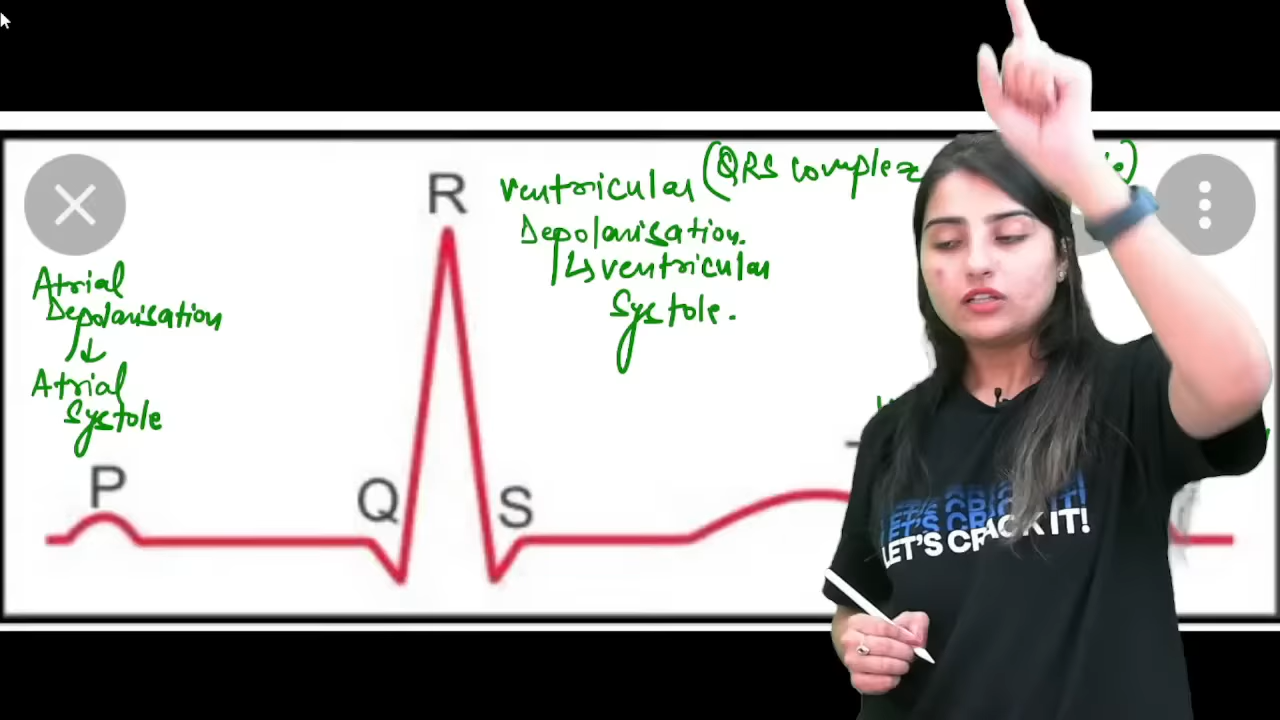 R
ventricular (QRS complex
Depolarisation.
↳ ventricular
Systole.
Atrial
Depolarisation
↓
Atrial
Systole
P
Q
S
LET'S CRACK IT!